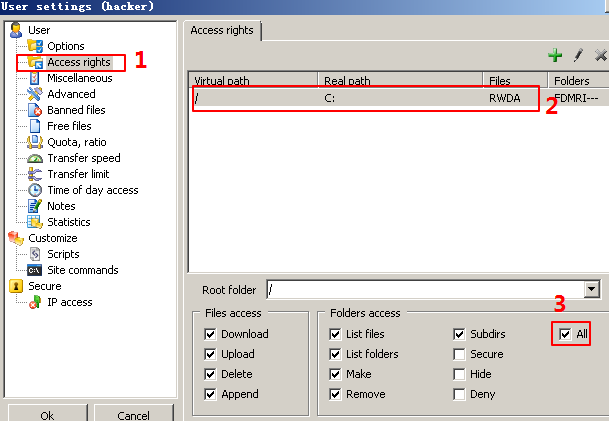 User settings (hacker)
User
Options
Access rights
1
Miscellaneous
Advanced
Banned files
Free files
Quota, ratio
Transfer speed
Transfer limit
Time of day access
Notes
Statistics
Customize
Scripts
Site commands
Secure
IP access
Ok Cancel
Access rights
Virtual path Real path Files Folders
/ C: RWDA FDMRI---
2
Root folder /
3
Files access
Download
Upload
Delete
Append
Folders access
List files Subdirs All
List folders Secure
Make Hide
Remove Deny